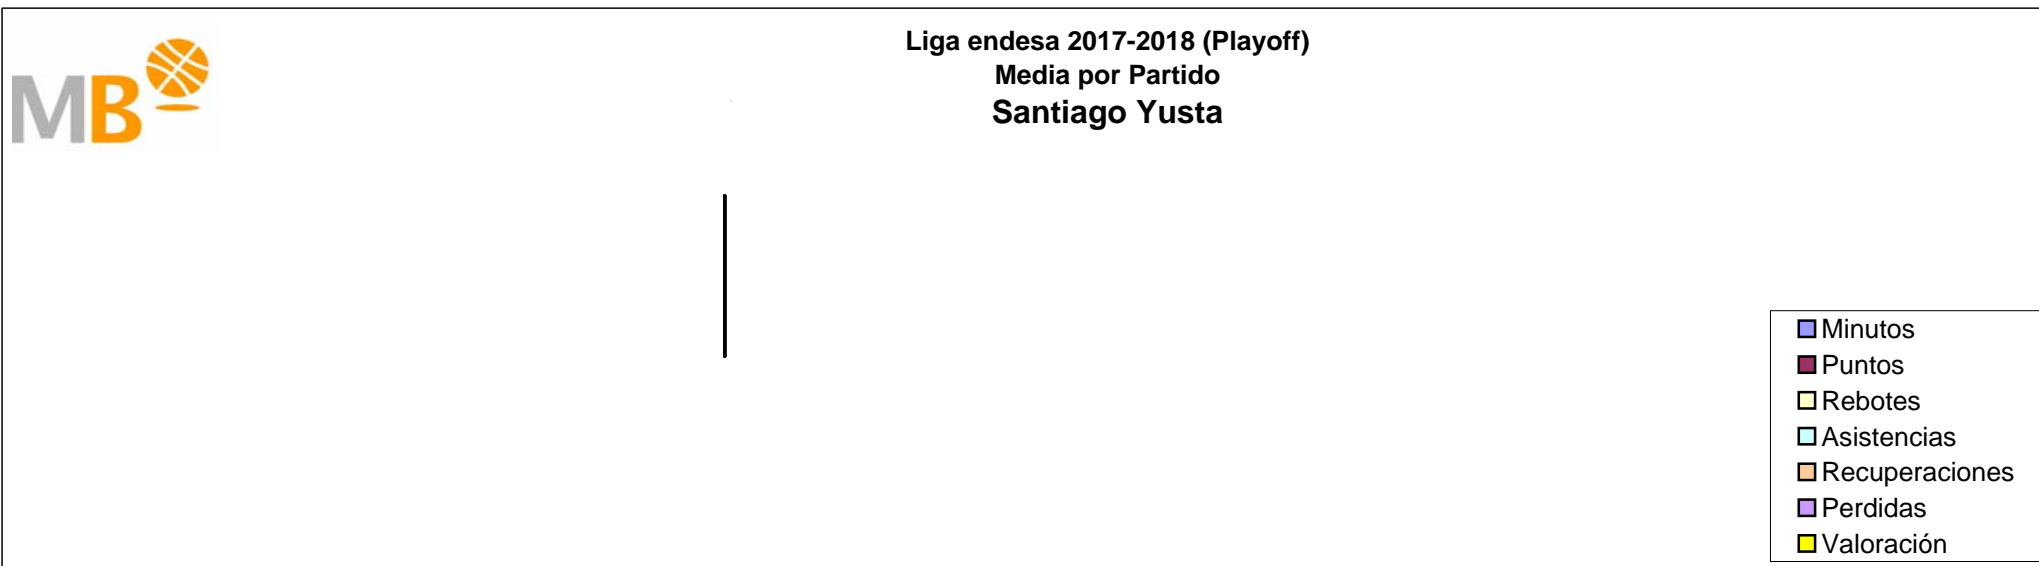 MB
Liga endesa 2017-2018 (Playoff)
Media por Partido
Santiago Yusta
Minutos
Puntos
Rebotes
Asistencias
Recuperaciones
Perdidas
Valoración